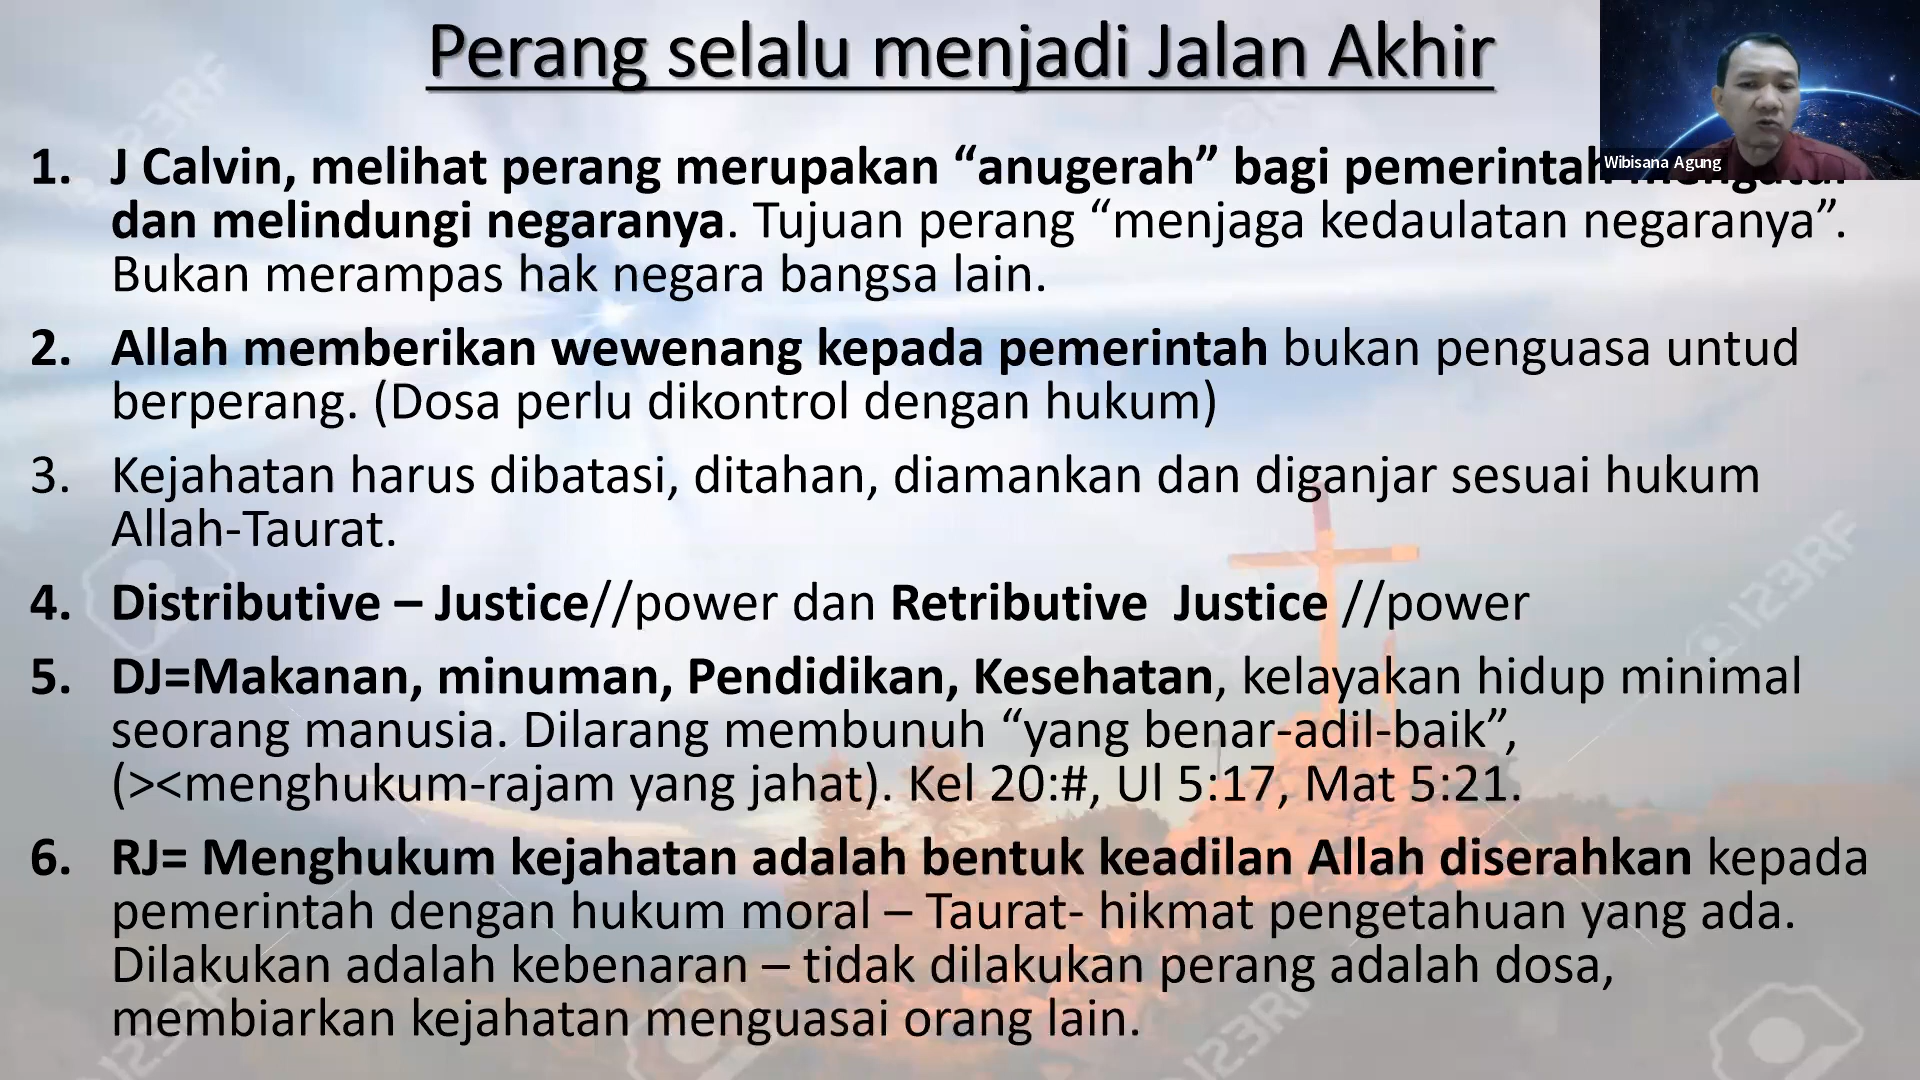 Perang selalu menjadi Jalan Akhir
Wibisana Agung
1. J Calvin, melihat perang merupakan “anugerah” bagi pemerintah
dan melindungi negaranya. Tujuan perang “menjaga kedaulatan negaranya”.
Bukan merampas hak negara bangsa lain.
2. Allah memberikan wewenang kepada pemerintah bukan penguasa untud
berperang. (Dosa perlu dikontrol dengan hukum)
3. Kejahatan harus dibatasi, ditahan, diamankan dan diganjar sesuai hukum
Allah-Taurat.
4. Distributive – Justice//power dan Retributive Justice //power
5. DJ=Makanan, minuman, Pendidikan, Kesehatan, kelayakan hidup minimal
seorang manusia. Dilarang membunuh “yang benar-adil-baik”,
(><menghukum-rajam yang jahat). Kel 20:#, Ul 5:17, Mat 5:21.
6. RJ= Menghukum kejahatan adalah bentuk keadilan Allah diserahkan kepada
pemerintah dengan hukum moral – Taurat- hikmat pengetahuan yang ada.
Dilakukan adalah kebenaran – tidak dilakukan perang adalah dosa,
membiarkan kejahatan menguasai orang lain.
123RF
123RF
123RF
123RF